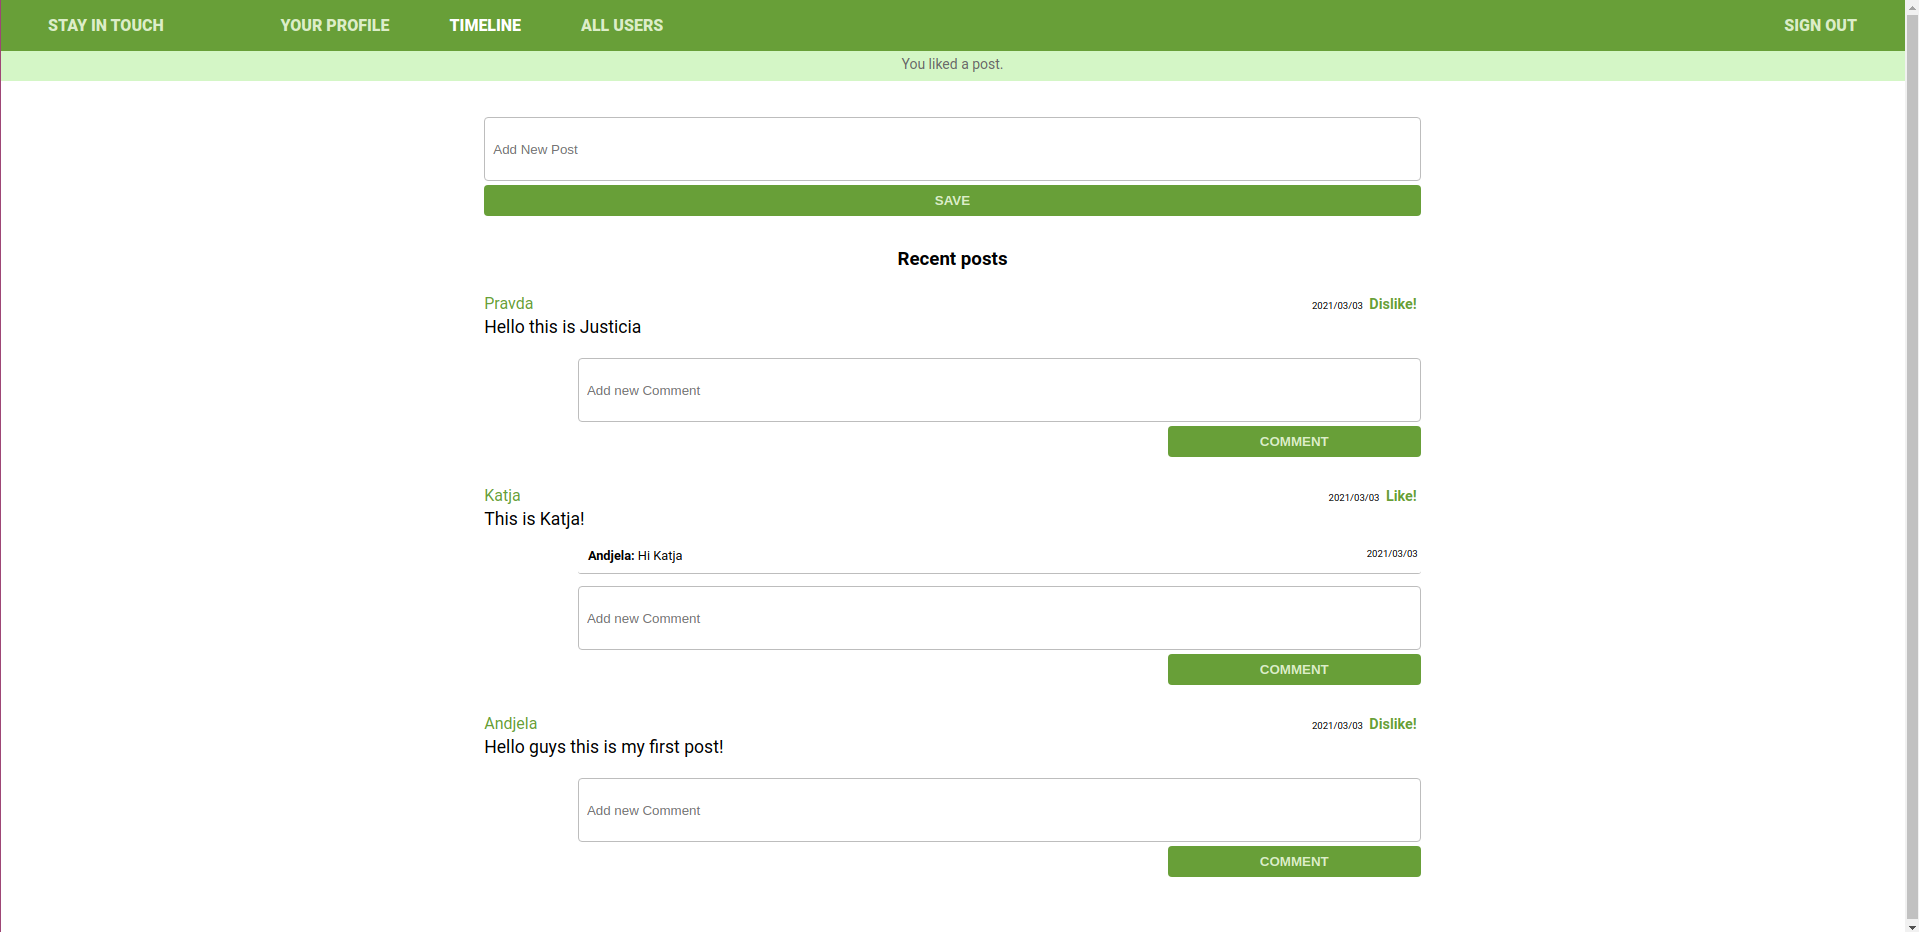 STAY IN TOUCH YOUR PROFILE TIMELINE ALL USERS SIGN OUT
You liked a post.
Add New Post
SAVE
Recent posts
Pravda 2021/03/03 Dislike!
Hello this is Justicia
Add new Comment
COMMENT
Katja 2021/03/03 Like!
This is Katja!
Andjela: Hi Katja 2021/03/03
Add new Comment
COMMENT
Andjela 2021/03/03 Dislike!
Hello guys this is my first post!
Add new Comment
COMMENT